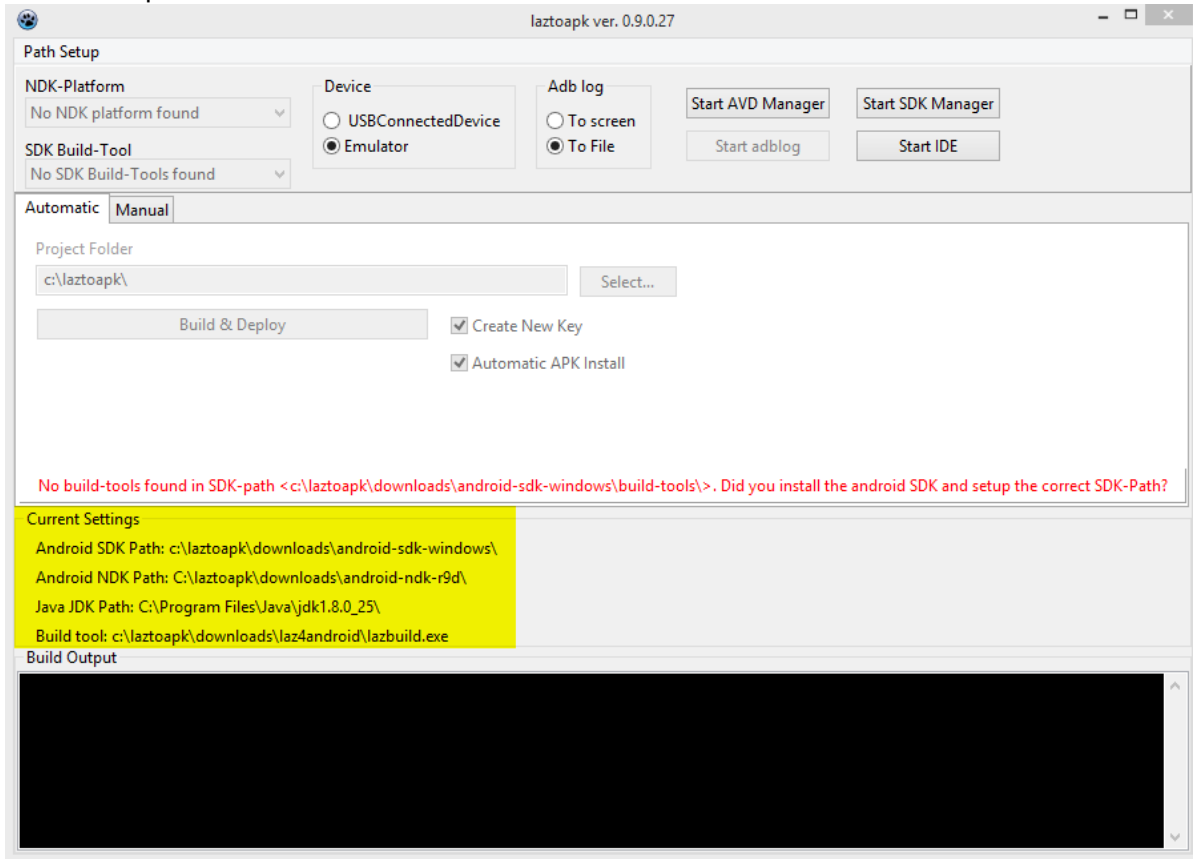 laztoapk ver. 0.9.0.27
Path Setup
NDK-Platform
No NDK platform found
SDK Build-Tool
No SDK Build-Tools found
Device
USBConnectedDevice
Emulator
Adb log
To screen
To File
Start AVD Manager
Start SDK Manager
Start adblog
Start IDE
Automatic
Manual
Project Folder
c:\laztoapk\
Select...
Build & Deploy
Create New Key
Automatic APK Install
No build-tools found in SDK-path <c:\laztoapk\downloads\android-sdk-windows\build-tools\>. Did you install the android SDK and setup the correct SDK-Path?
Current Settings
Android SDK Path: c:\laztoapk\downloads\android-sdk-windows\
Android NDK Path: C:\laztoapk\downloads\android-ndk-r9d\
Java JDK Path: C:\Program Files\Java\jdk1.8.0_25\
Build tool: c:\laztoapk\downloads\laz4android\lazbuild.exe
Build Output